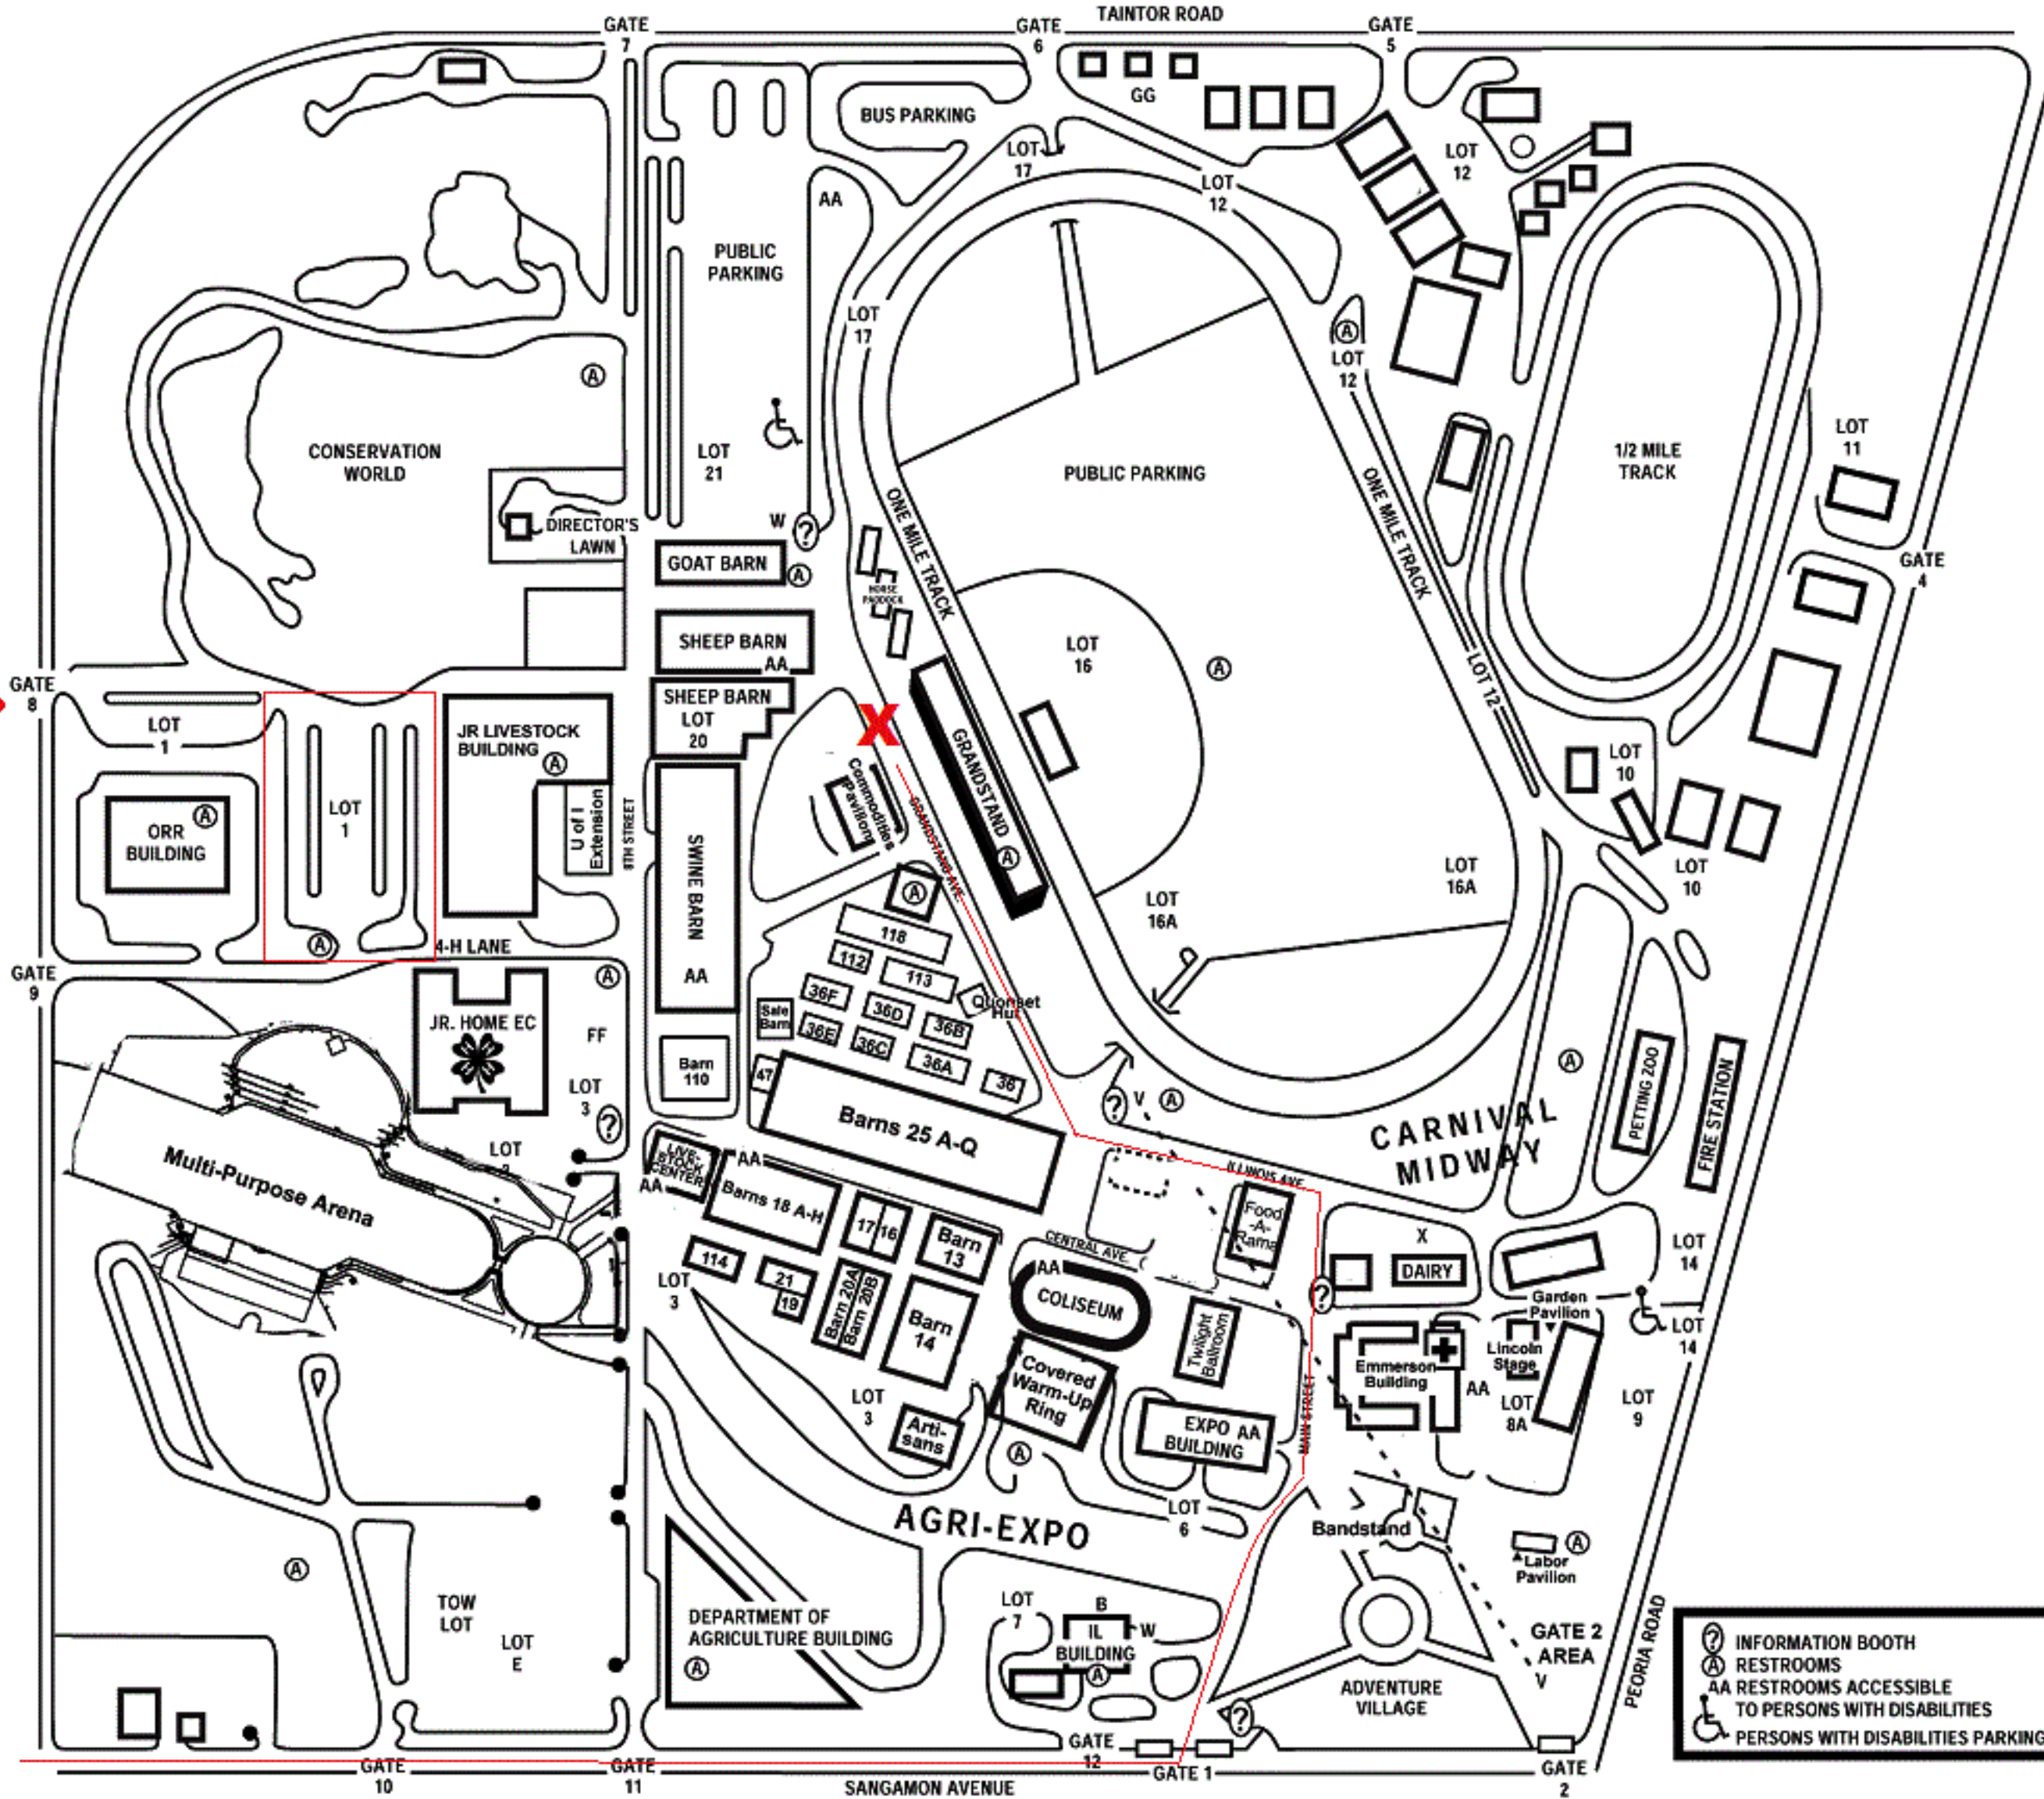 TAINTOR ROAD
GATE
7
GATE
6
GATE
5
GG
BUS PARKING
LOT
17
LOT
12
LOT
12
AA
PUBLIC
PARKING
LOT
17
LOT
12
CONSERVATION
WORLD
LOT
21
PUBLIC PARKING
ONE MILE TRACK
ONE MILE TRACK
1/2 MILE
TRACK
LOT
11
GATE
4
DIRECTOR'S
LAWN
W
GOAT BARN
HORSE
PADDOCK
SHEEP BARN
AA
LOT
16
LOT 12
GATE
8
LOT
1
JR LIVESTOCK
BUILDING
SHEEP BARN
LOT
20
X
GRANDSTAND
LOT
10
ORR
BUILDING
LOT
1
U of I
Extension
8TH STREET
SWINE BARN
AA
Commodities
Pavilions
GRANDSTAND AVE.
LOT
10
LOT
16A
LOT
16A
4-H LANE
118
112
113
36F
36D
36B
Quonset
Hut
Sale
Barn
36E
36C
36A
36
GATE
9
JR. HOME EC
FF
LOT
3
Barn
110
47
Barns 25 A-Q
V
CARNIVAL
MIDWAY
PETTING ZOO
FIRE STATION
Multi-Purpose Arena
LOT
LIVE-
STOCK
CENTER
AA
AA
Barns 18 A-H
17
16
Barn
13
ILLINOIS AVE.
Food
-A-
Rama
CENTRAL AVE.
X
DAIRY
LOT
14
114
21
19
LOT
3
Barn 20A
Barn 20B
Barn
14
AA
COLISEUM
Twilight
Ballroom
Garden
Pavilion
LOT
14
Emmerson
Building
Lincoln
Stage
AA
LOT
8A
LOT
9
Covered
Warm-Up
Ring
LOT
3
Arti-
sans
EXPO AA
BUILDING
MAIN STREET
AGRI-EXPO
LOT
6
Bandstand
Labor
Pavilion
TOW
LOT
LOT
E
DEPARTMENT OF
AGRICULTURE BUILDING
LOT
7
B
IL
BUILDING
W
GATE 2
AREA
V
ADVENTURE
VILLAGE
PEORIA ROAD
GATE
10
GATE
11
SANGAMON AVENUE
GATE
12
GATE 1
GATE
2
? INFORMATION BOOTH
A RESTROOMS
AA RESTROOMS ACCESSIBLE
TO PERSONS WITH DISABILITIES
PERSONS WITH DISABILITIES PARKING